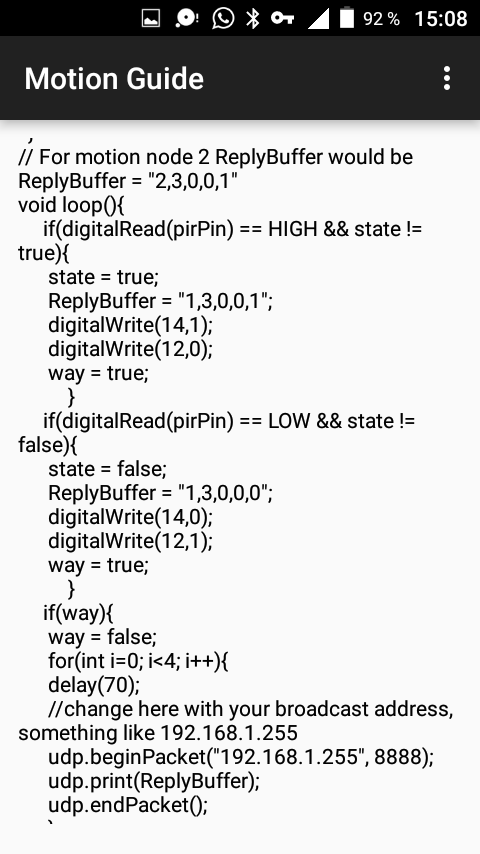 92 % 15:08
Motion Guide
// For motion node 2 ReplyBuffer would be
ReplyBuffer = "2,3,0,0,1"
void loop(){
if(digitalRead(pirPin) == HIGH && state !=
true){
state = true;
ReplyBuffer = "1,3,0,0,1";
digitalWrite(14,1);
digitalWrite(12,0);
way = true;
}
if(digitalRead(pirPin) == LOW && state !=
false){
state = false;
ReplyBuffer = "1,3,0,0,0";
digitalWrite(14,0);
digitalWrite(12,1);
way = true;
}
if(way){
way = false;
for(int i=0; i<4; i++){
delay(70);
//change here with your broadcast address,
something like 192.168.1.255
udp.beginPacket("192.168.1.255", 8888);
udp.print(ReplyBuffer);
udp.endPacket();